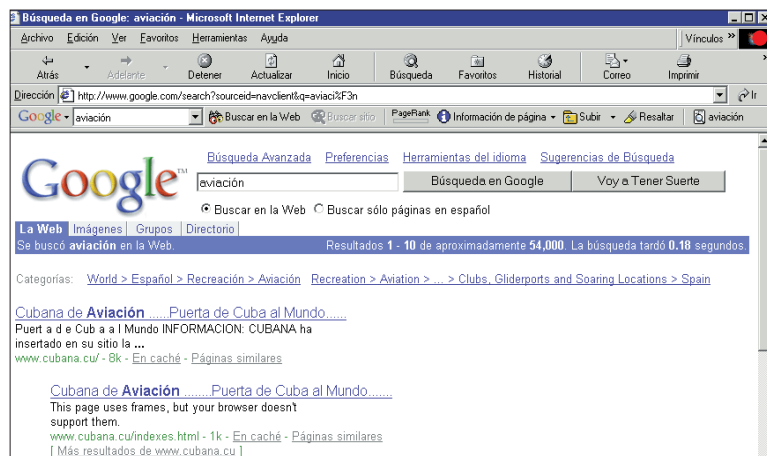 Búsqueda en Google: aviación - Microsoft Internet Explorer
Archivo Edición Ver Favoritos Herramientas Ayuda Vínculos »
Atrás Adelante Detener Actualizar Inicio Búsqueda Favoritos Historial Correo Imprimir »
Dirección http://www.google.com/search?sourceid=navclient&q=aviaci%F3n Ir
Google aviación Buscar en la Web Buscar sitio PageRank Información de página Subir Resaltar aviación
Búsqueda Avanzada Preferencias Herramientas del idioma Sugerencias de Búsqueda
Google™ aviación Búsqueda en Google Voy a Tener Suerte
Buscar en la Web Buscar sólo páginas en español
La Web Imágenes Grupos Directorio
Se buscó aviación en la Web. Resultados 1 - 10 de aproximadamente 54,000. La búsqueda tardó 0.18 segundos.
Categorías: World > Español > Recreación > Aviación Recreation > Aviation > ... > Clubs, Gliderports and Soaring Locations > Spain
Cubana de Aviación ......Puerta de Cuba al Mundo......
Puert a d e Cub a a l Mundo INFORMACION: CUBANA ha
insertado en su sitio la ...
www.cubana.cu/ - 8k - En caché - Páginas similares
Cubana de Aviación ........Puerta de Cuba al Mundo.......
This page uses frames, but your browser doesn't
support them.
www.cubana.cu/indexes.html - 1k - En caché - Páginas similares
[ Más resultados de www.cubana.cu ]